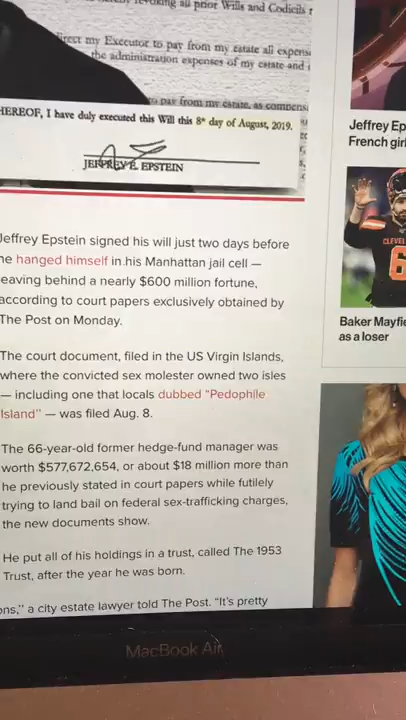 all prior Wills and Codicils
direct my Executor to pay from my estate all
the administration expenses of my estate and
to pay from my estate, as
HEREOF, I have duly executed this Will this 8th day of August, 2019.
JEFFREY E. EPSTEIN
Jeffrey Ep
French girl
CLEVEL
6
Baker Mayfie
as a loser
Jeffrey Epstein signed his will just two days before
he hanged himself in his Manhattan jail cell —
leaving behind a nearly $600 million fortune,
according to court papers exclusively obtained by
The Post on Monday.
The court document, filed in the US Virgin Islands,
where the convicted sex molester owned two isles
— including one that locals dubbed “Pedophile
Island” — was filed Aug. 8.
The 66-year-old former hedge-fund manager was
worth $577,672,654, or about $18 million more than
he previously stated in court papers while futilely
trying to land bail on federal sex-trafficking charges,
the new documents show.
He put all of his holdings in a trust, called The 1953
Trust, after the year he was born.
ons,” a city estate lawyer told The Post. “It’s pretty
MacBook Air